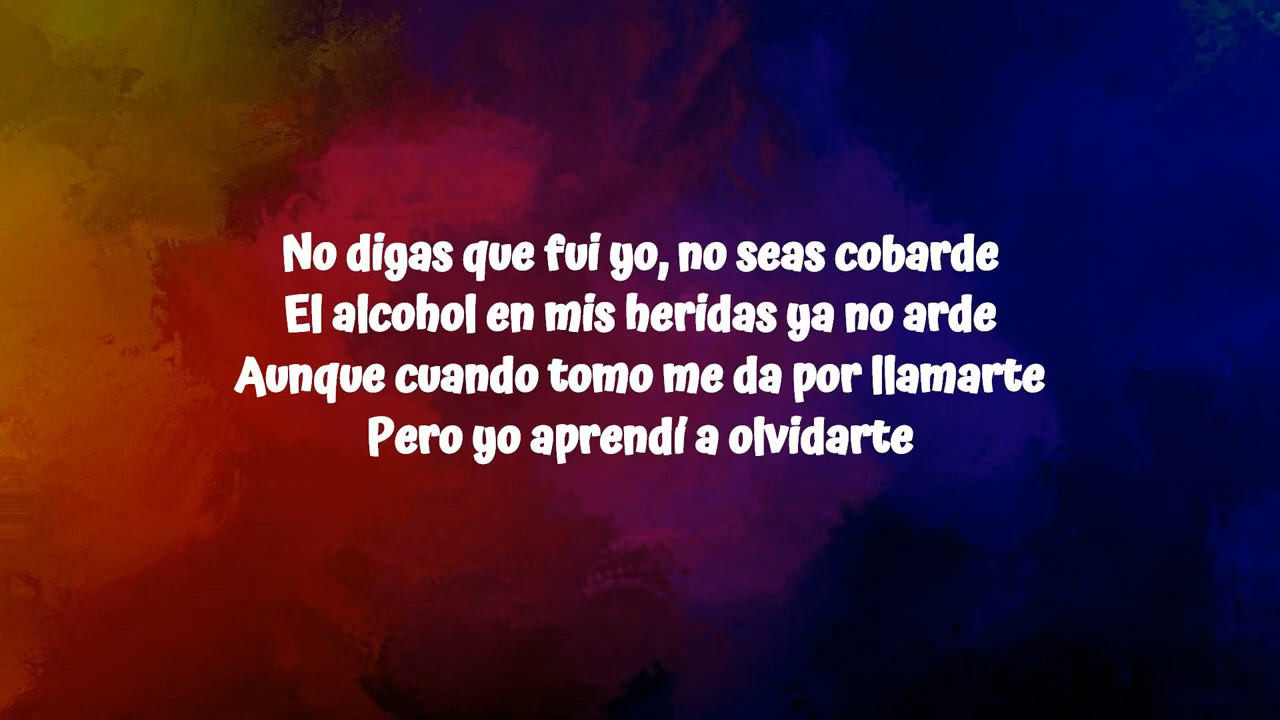 No digas que fui yo, no seas cobarde
El alcohol en mis heridas ya no arde
Aunque cuando tomo me da por llamarte
Pero yo aprendí a olvidarte